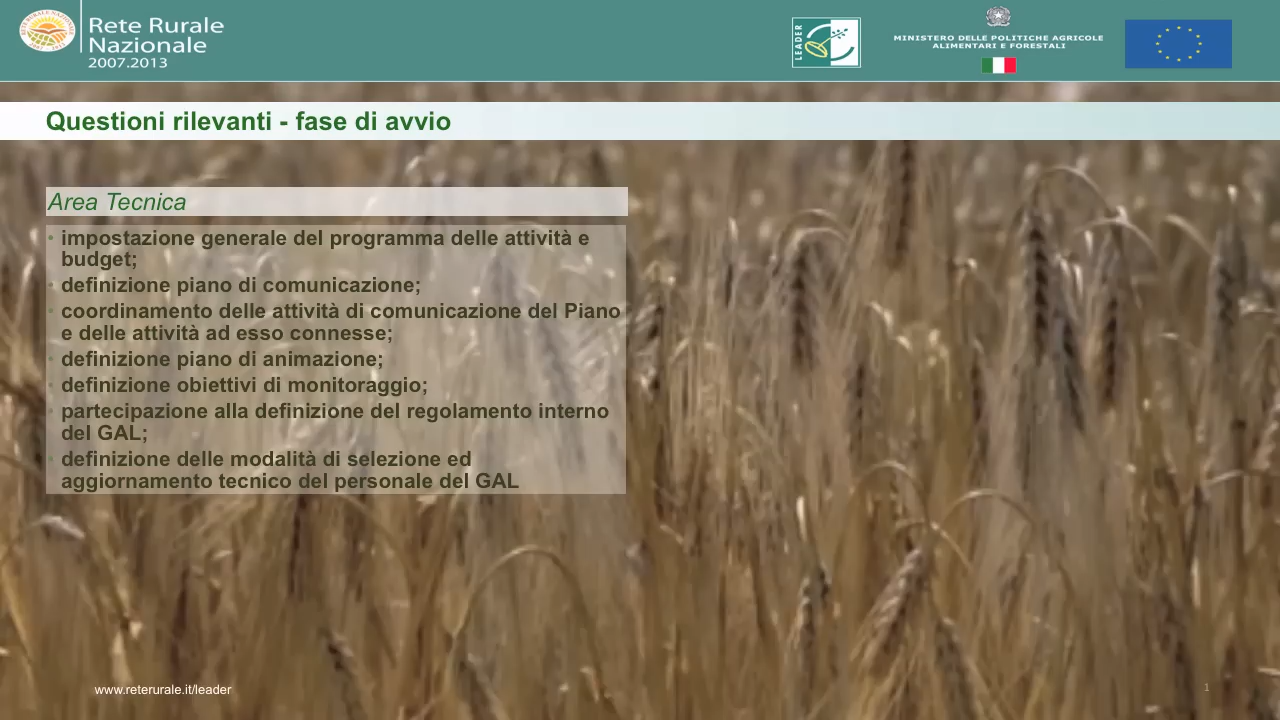 Rete Rurale
Nazionale
2007.2013
LEADER
MINISTERO DELLE POLITICHE AGRICOLE
ALIMENTARI E FORESTALI
Questioni rilevanti - fase di avvio
Area Tecnica
• impostazione generale del programma delle attività e
budget;
• definizione piano di comunicazione;
• coordinamento delle attività di comunicazione del Piano
e delle attività ad esso connesse;
• definizione piano di animazione;
• definizione obiettivi di monitoraggio;
• partecipazione alla definizione del regolamento interno
del GAL;
• definizione delle modalità di selezione ed
aggiornamento tecnico del personale del GAL
www.reterurale.it/leader
1